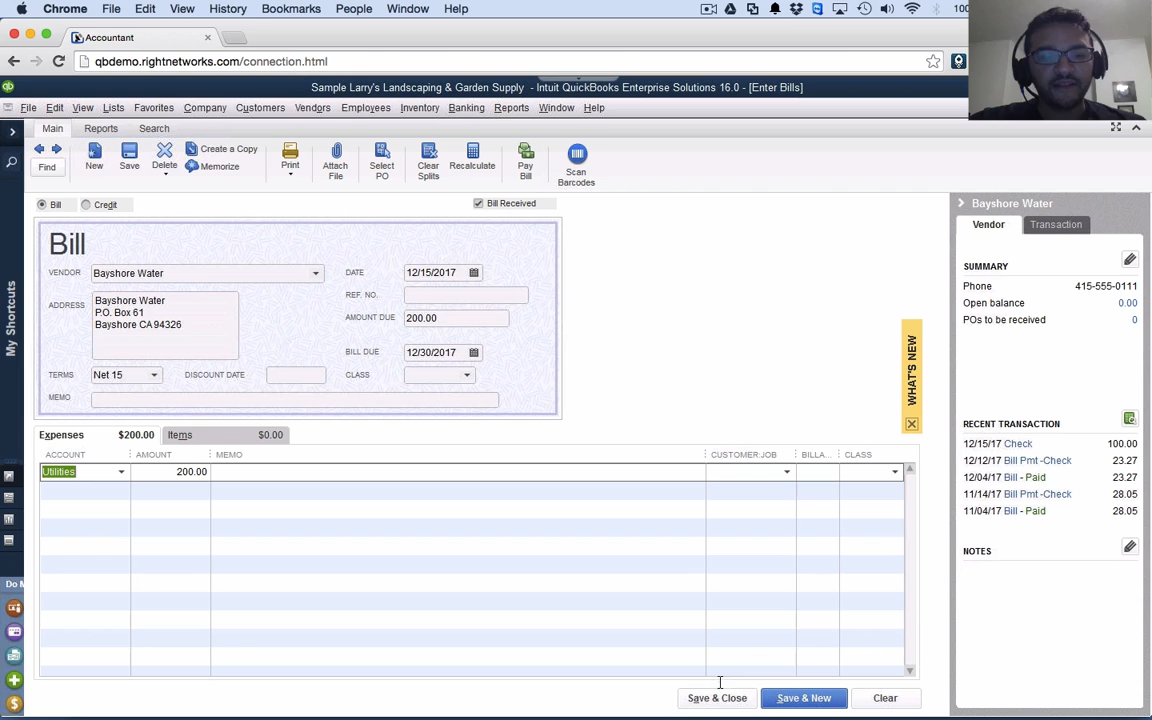 Chrome File Edit View History Bookmarks People Window Help 100
Accountant
qbdemo.rightnetworks.com/connection.html
Sample Larry's Landscaping & Garden Supply - Intuit QuickBooks Enterprise Solutions 16.0 - [Enter Bills]
File Edit View Lists Favorites Company Customers Vendors Employees Inventory Banking Reports Window Help
Main Reports Search
Find New Save Delete Create a Copy Memorize Print Attach File Select PO Clear Splits Recalculate Pay Bill Scan Barcodes
Bill Credit Bill Received
Bill
VENDOR Bayshore Water DATE 12/15/2017
REF. NO.
ADDRESS Bayshore Water
P.O. Box 61
Bayshore CA 94326
AMOUNT DUE 200.00
BILL DUE 12/30/2017
TERMS Net 15 DISCOUNT DATE CLASS
MEMO
Expenses $200.00 Items $0.00
ACCOUNT AMOUNT MEMO CUSTOMER:JOB BILLA... CLASS
Utilities 200.00
Save & Close Save & New Clear
My Shortcuts
Do M
WHAT'S NEW
Bayshore Water
Vendor Transaction
SUMMARY
Phone 415-555-0111
Open balance 0.00
POs to be received 0
RECENT TRANSACTION
12/15/17 Check 100.00
12/12/17 Bill Pmt -Check 23.27
12/04/17 Bill - Paid 23.27
11/14/17 Bill Pmt -Check 28.05
11/04/17 Bill - Paid 28.05
NOTES